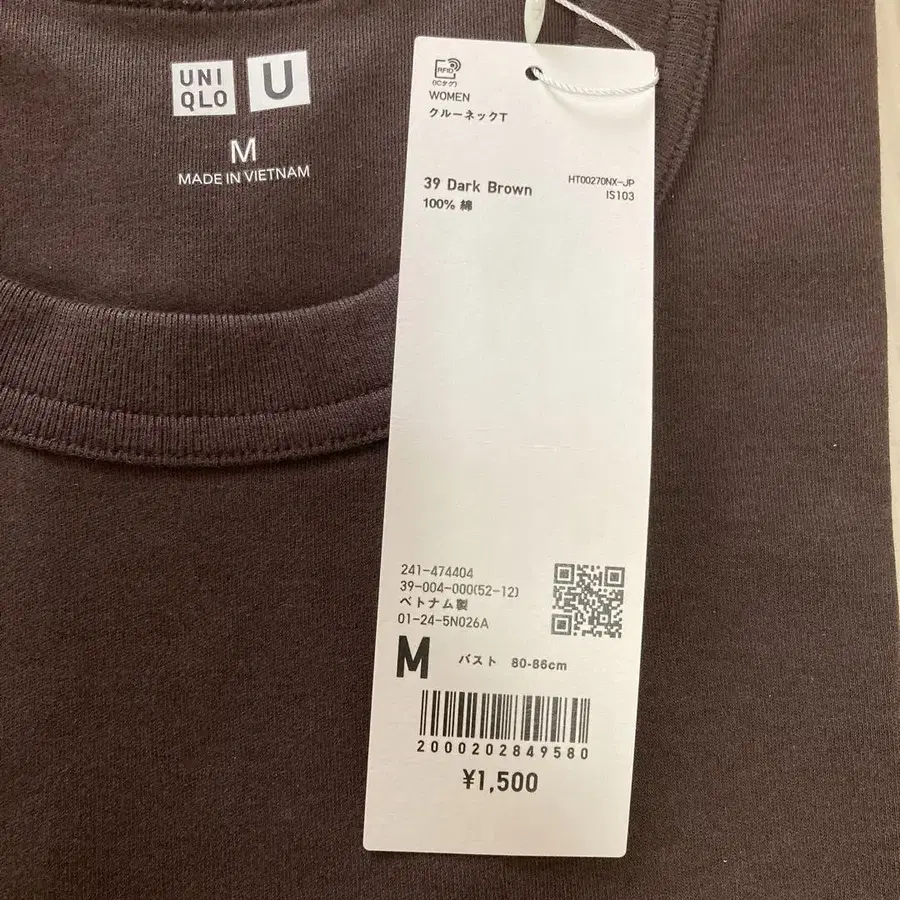 UNI
QLO
U
M
MADE IN VIETNAM
RFID
(ICタグ)
WOMEN
クルーネックT
39 Dark Brown
100% 綿
HT00270NX-JP
IS103
241-474404
39-004-000(52-12)
ベトナム製
01-24-5N026A
M バスト 80-86cm
2000202849580
¥1,500